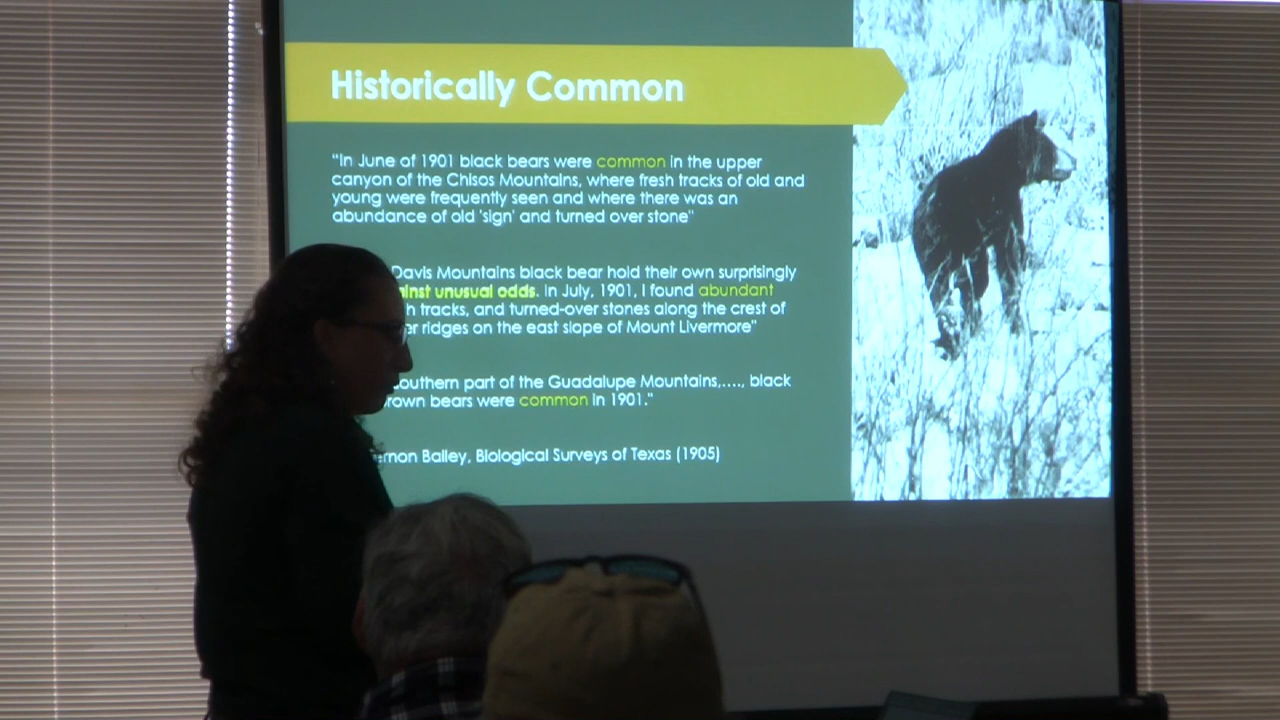 Historically Common
"In June of 1901 black bears were common in the upper
canyon of the Chisos Mountains, where fresh tracks of old and
young were frequently seen and where there was an
abundance of old 'sign' and turned over stone"
Davis Mountains black bear hold their own surprisingly
unusual odds. In July, 1901, I found abundant
tracks, and turned-over stones along the crest of
ridges on the east slope of Mount Livermore"
part of the Guadalupe Mountains,...., black
bears were common in 1901."
Bailey, Biological Surveys of Texas (1905)